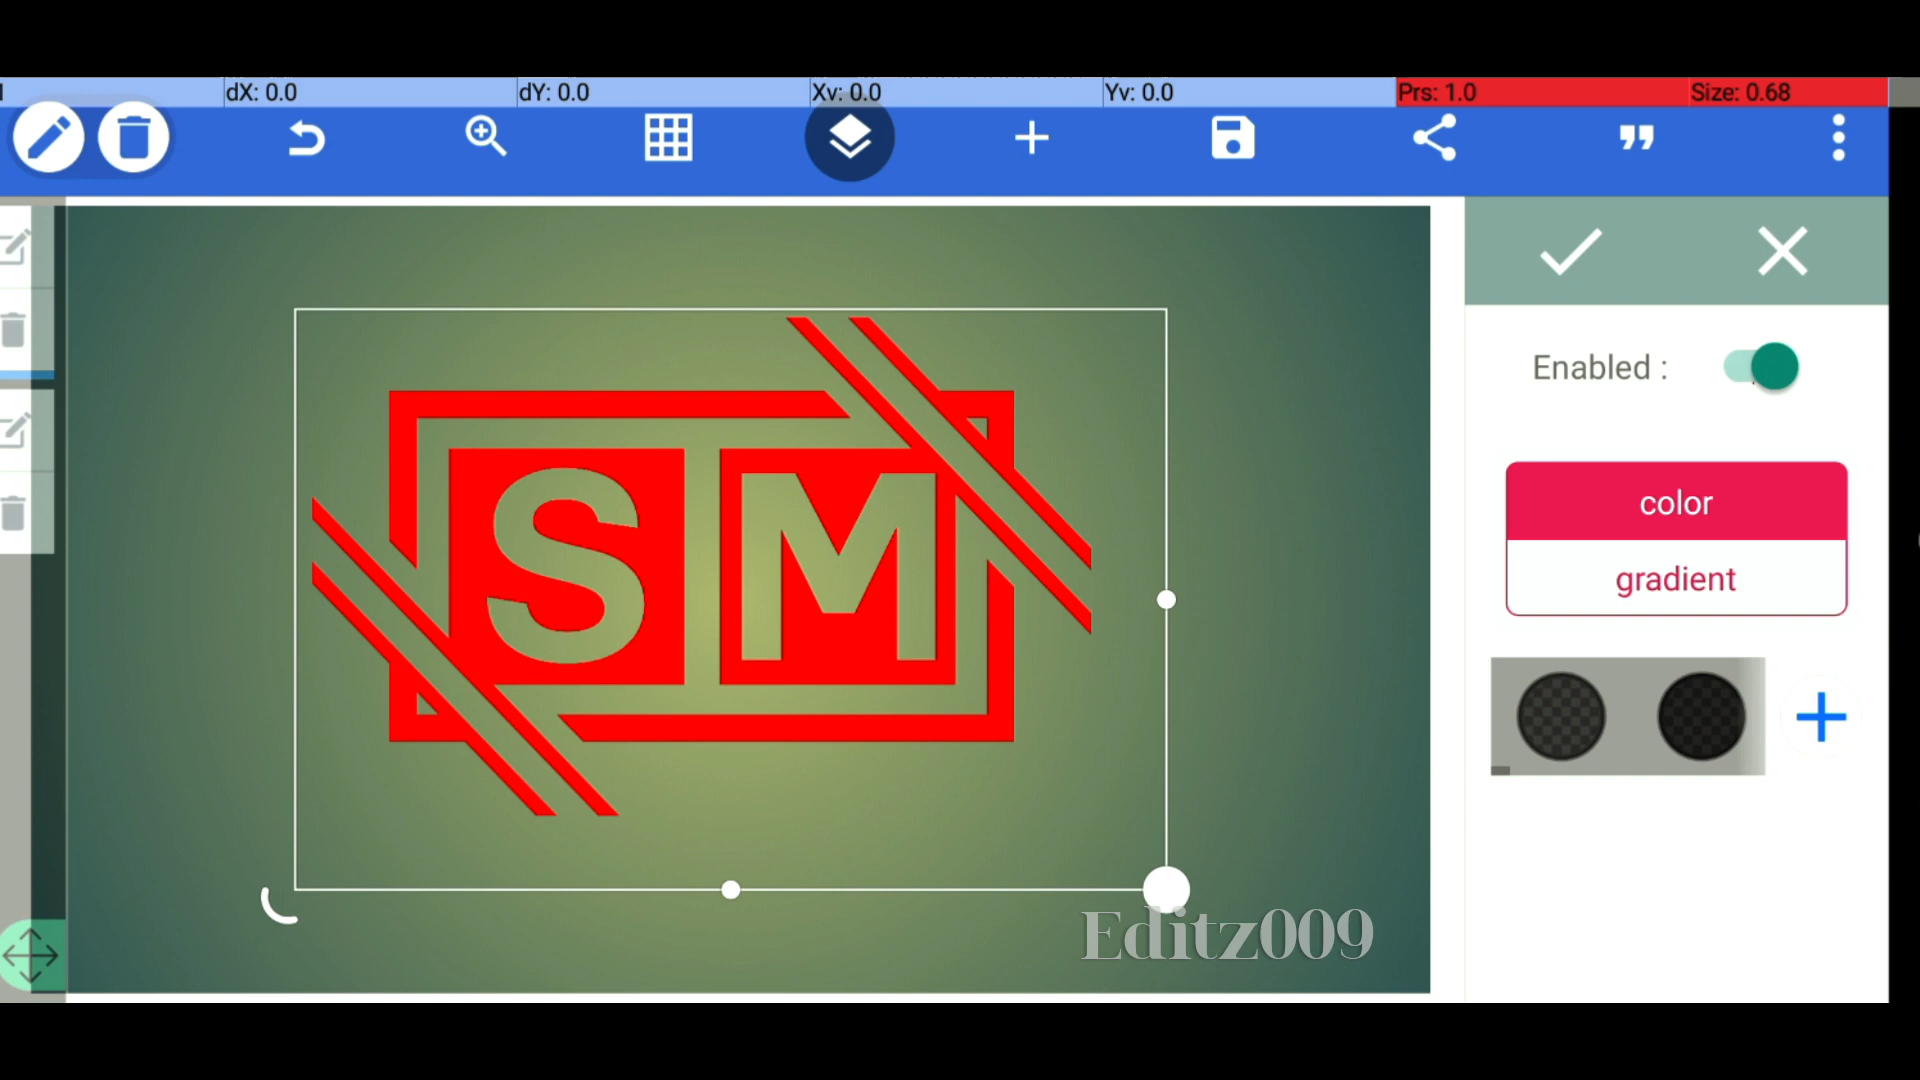 dX: 0.0
dY: 0.0
Xv: 0.0
Yv: 0.0
Prs: 1.0
Size: 0.68
Enabled :
color
gradient
SM
Editz009